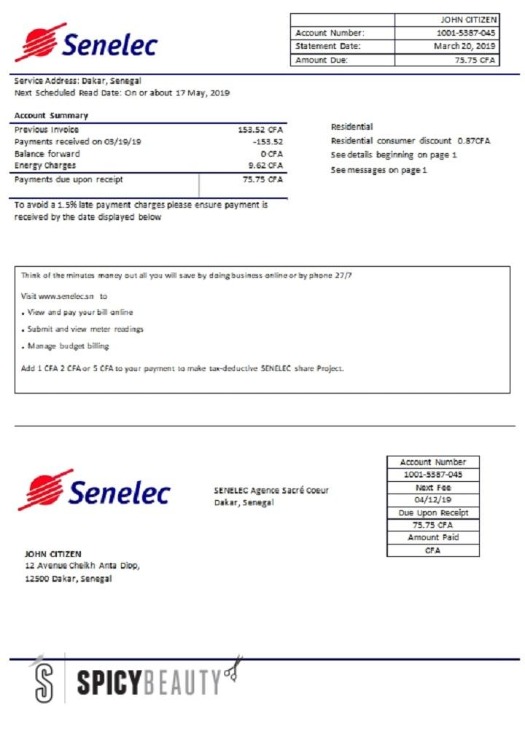 Senelec
JOHN CITIZEN
Account Number: 1001-5387-045
Statement Date: March 20, 2019
Amount Due: 75.75 CFA
Service Address: Dakar, Senegal
Next Scheduled Read Date: On or about 17 May, 2019
Account Summary
Previous Invoice 153.52 CFA
Payments received on 03/19/19 -153.52
Balance forward 0 CFA
Energy Charges 9.62 CFA
Payments due upon receipt 75.75 CFA
Residential
Residential consumer discount 0.87CFA
See details beginning on page 1
See messages on page 1
To avoid a 1.5% late payment charges please ensure payment is
received by the date displayed below
Think of the minutes money out all you will save by doing business online or by phone 27/7
Visit www.senelec.sn to
• View and pay your bill online
• Submit and view meter readings
• Manage budget billing
Add 1 CFA 2 CFA or 5 CFA to your payment to make tax-deductive SENELEC share Project.
Senelec
SENELEC Agence Sacré Coeur
Dakar, Senegal
Account Number
1001-5387-045
Next Fee
04/12/19
Due Upon Receipt
75.75 CFA
Amount Paid
CFA
JOHN CITIZEN
12 Avenue Cheikh Anta Diop,
12500 Dakar, Senegal
S SPICYBEAUTY